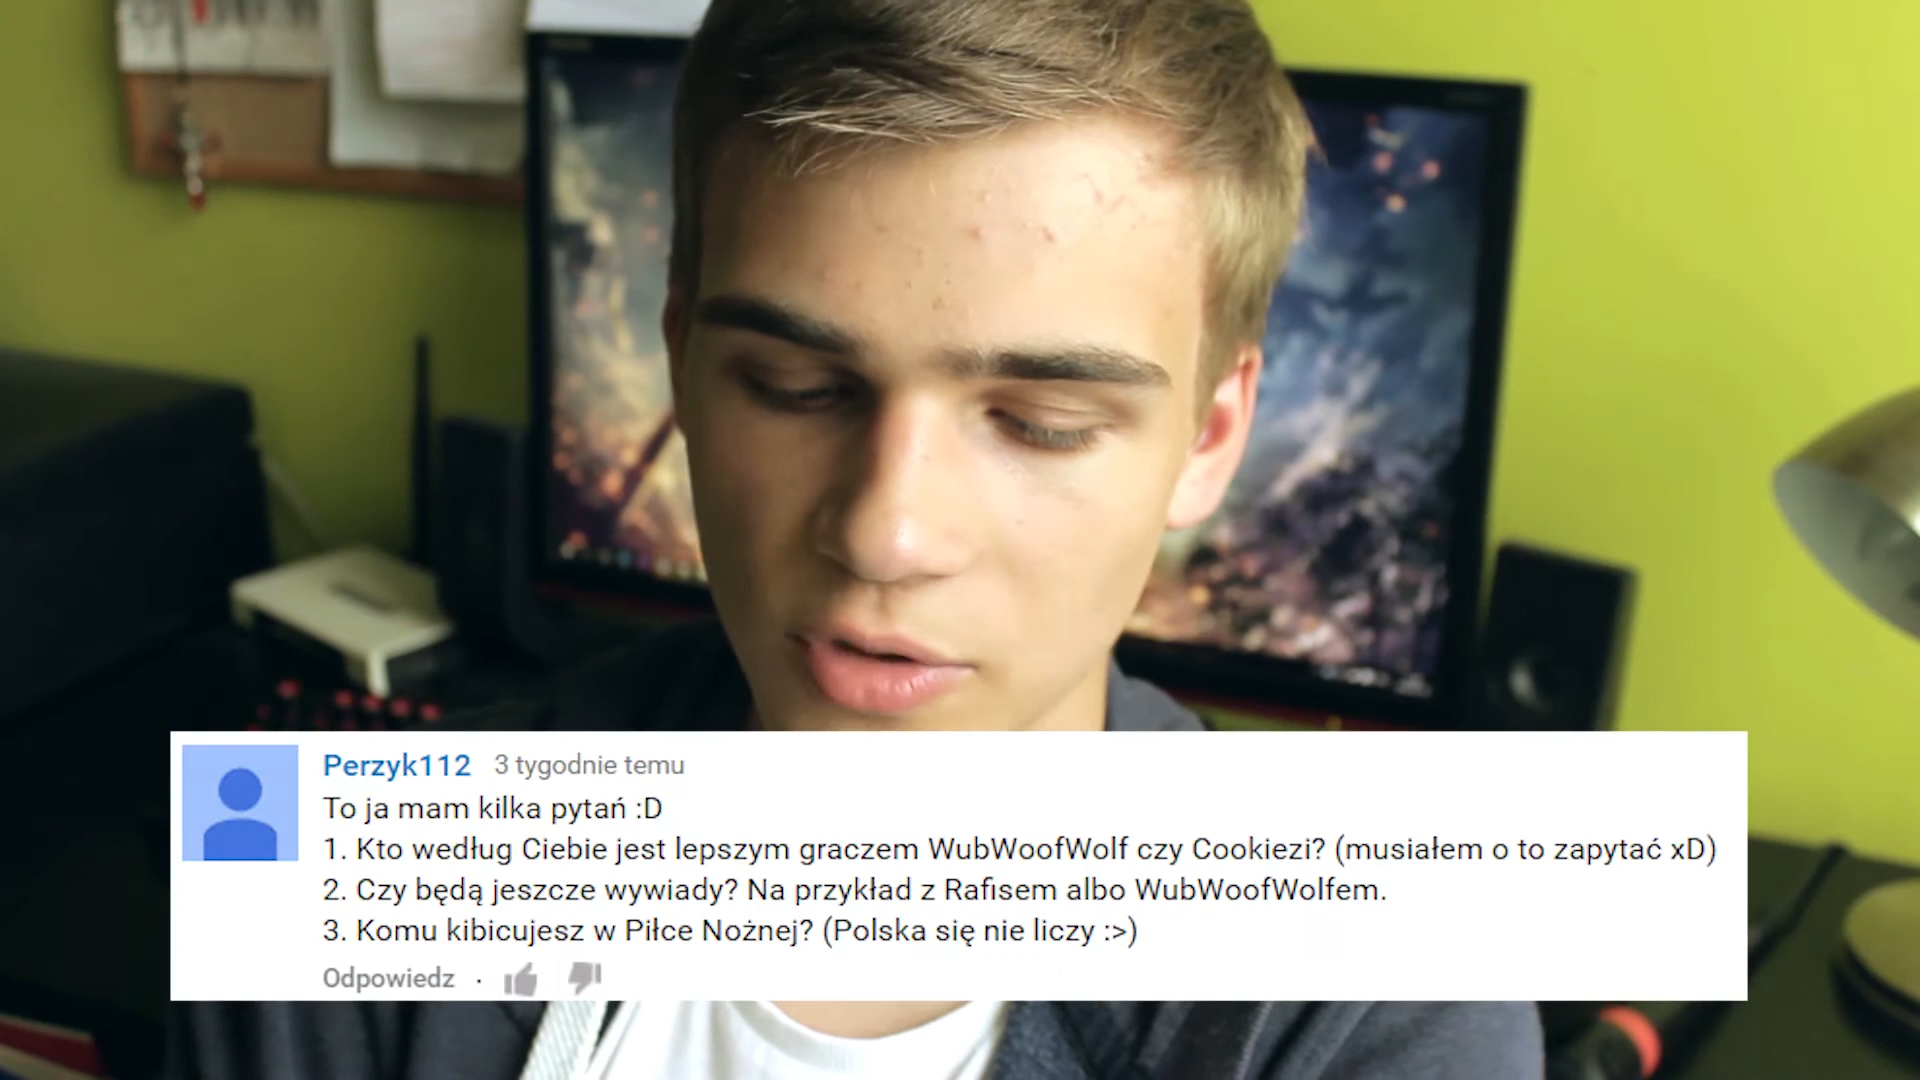 Perzyk112 3 tygodnie temu
To ja mam kilka pytań :D
1. Kto według Ciebie jest lepszym graczem WubWoofWolf czy Cookiezi? (musiałem o to zapytać xD)
2. Czy będą jeszcze wywiady? Na przykład z Rafisem albo WubWoofWolfem.
3. Komu kibicujesz w Piłce Nożnej? (Polska się nie liczy :>)
Odpowiedz ·